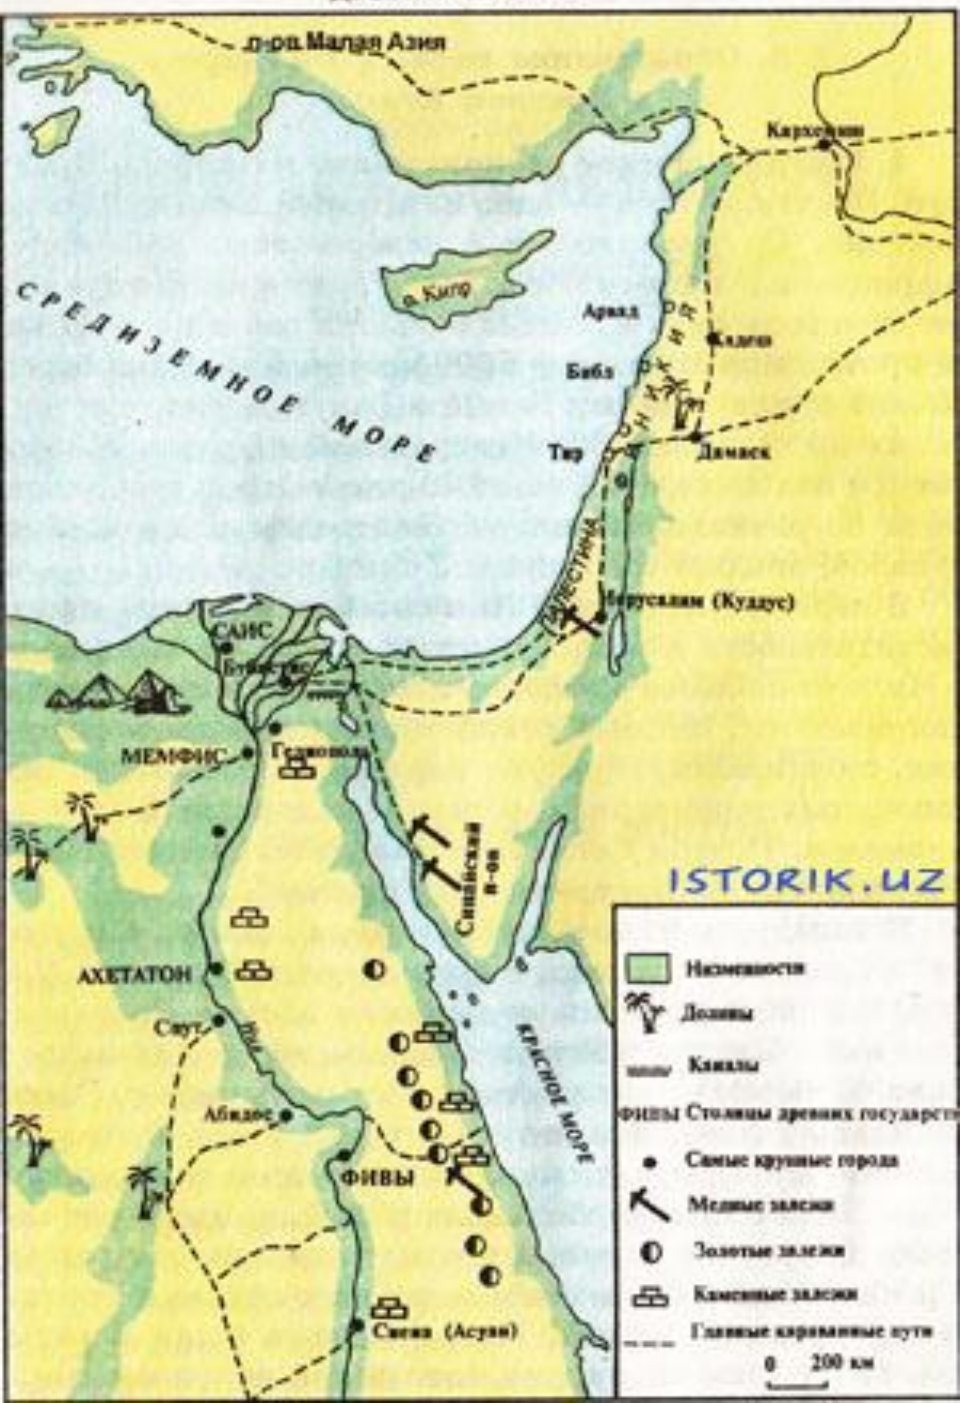 п-ов Малая Азия
Кархемиш
о. Кипр
СРЕДИЗЕМНОЕ МОРЕ
Арвад
Кадеш
Библ
Тир
Дамаск
ПАЛЕСТИНА
Иерусалим (Куддус)
САИС
Бубастис
МЕМФИС
Гелиополь
Синайский
п-ов
ISTORIK.UZ
АХЕТАТОН
Сиут
Нил
КРАСНОЕ МОРЕ
Абидос
ФИВЫ
Сиена (Асуан)
Низменности
Долины
Каналы
ФИВЫ Столицы древних государств
Самые крупные города
Медные залежи
Золотые залежи
Каменные залежи
Главные караванные пути
0 200 км